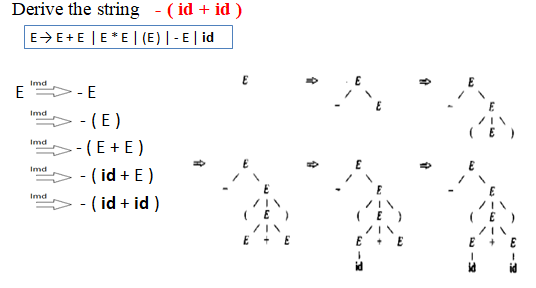 Derive the string - ( id + id )
E→E+E | E*E | (E) | - E | id
E lmd ⇒ - E
lmd ⇒ - ( E )
lmd ⇒ - ( E + E )
lmd ⇒ - ( id + E )
lmd ⇒ - ( id + id )
E ⇒ E ⇒ E
- E - E
( E )
⇒ E ⇒ E ⇒ E
- E - E - E
( E ) ( E ) ( E )
E + E E + E E + E
id id id